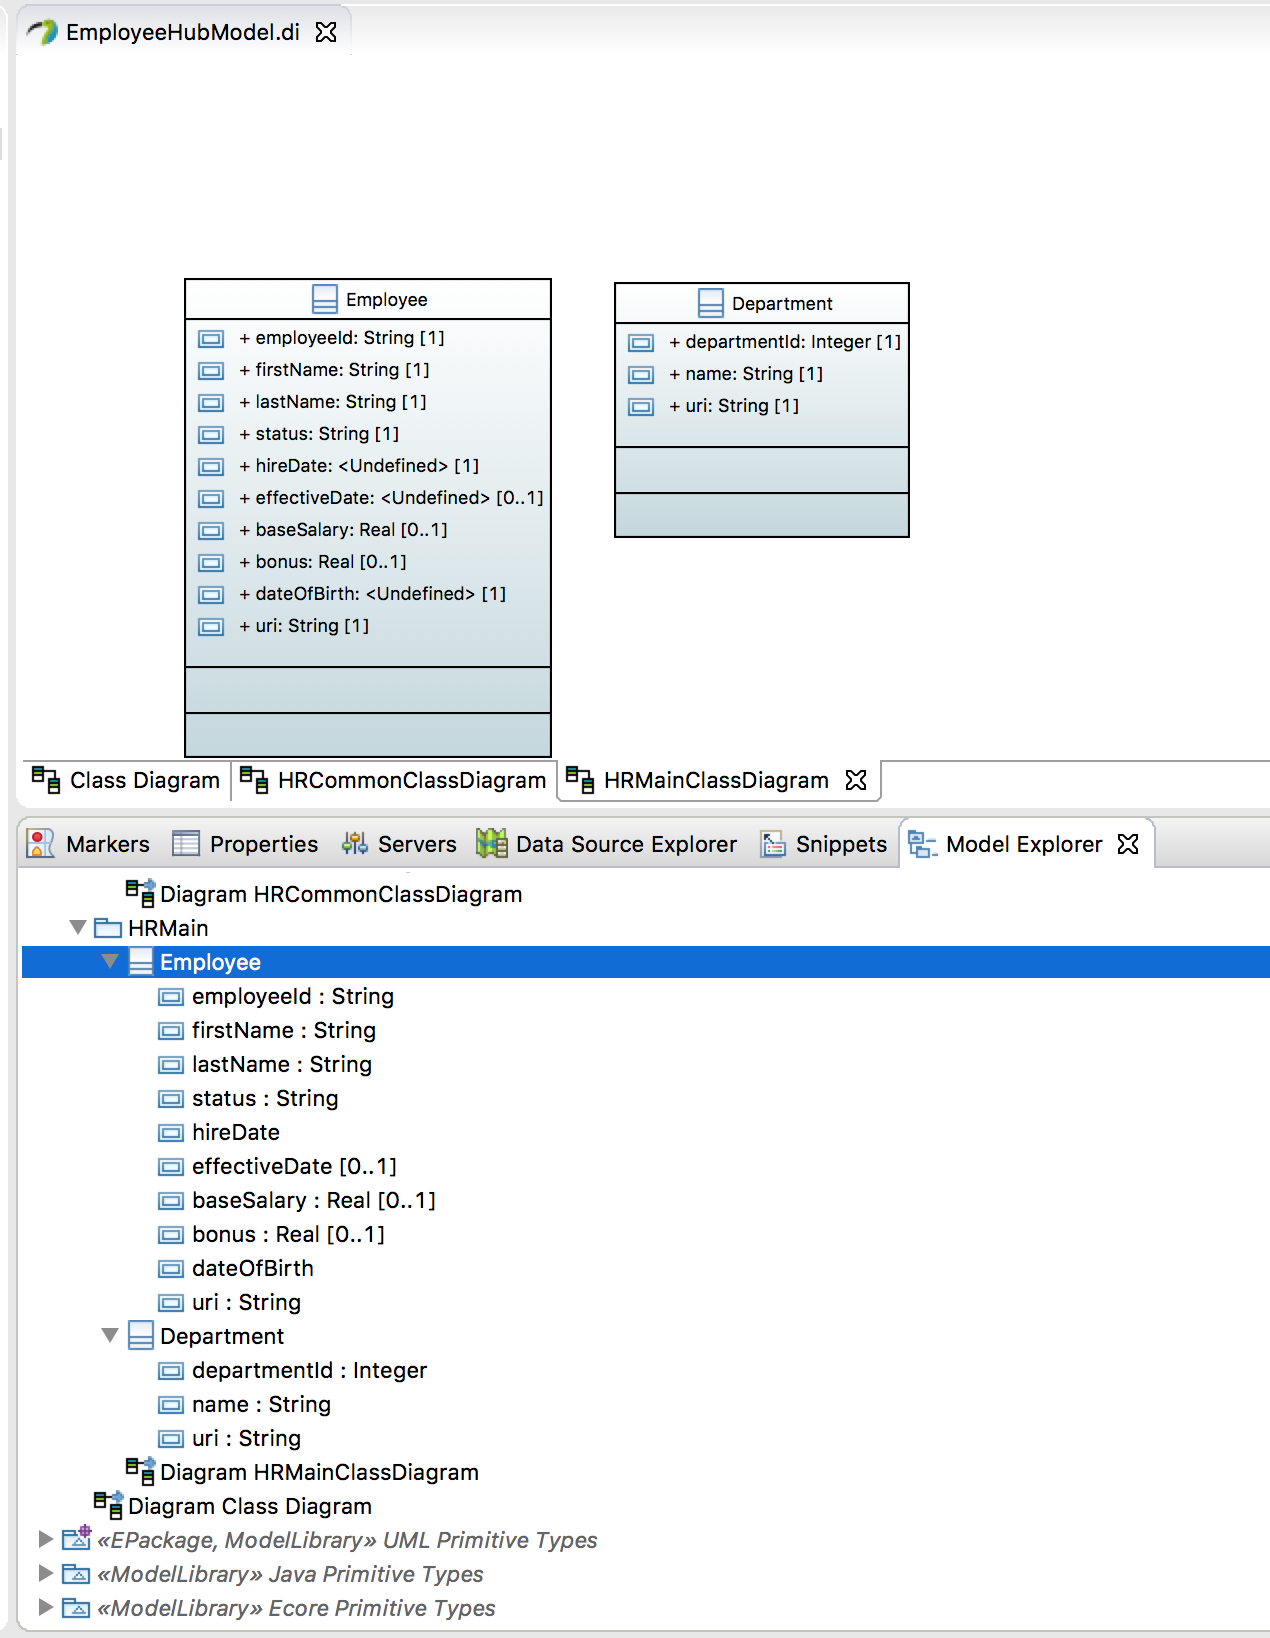 EmployeeHubModel.di
Employee
+ employeeId: String [1]
+ firstName: String [1]
+ lastName: String [1]
+ status: String [1]
+ hireDate: <Undefined> [1]
+ effectiveDate: <Undefined> [0..1]
+ baseSalary: Real [0..1]
+ bonus: Real [0..1]
+ dateOfBirth: <Undefined> [1]
+ uri: String [1]
Department
+ departmentId: Integer [1]
+ name: String [1]
+ uri: String [1]
Class Diagram HRCommonClassDiagram HRMainClassDiagram
Markers Properties Servers Data Source Explorer Snippets Model Explorer
Diagram HRCommonClassDiagram
HRMain
Employee
employeeId : String
firstName : String
lastName : String
status : String
hireDate
effectiveDate [0..1]
baseSalary : Real [0..1]
bonus : Real [0..1]
dateOfBirth
uri : String
Department
departmentId : Integer
name : String
uri : String
Diagram HRMainClassDiagram
Diagram Class Diagram
«EPackage, ModelLibrary» UML Primitive Types
«ModelLibrary» Java Primitive Types
«ModelLibrary» Ecore Primitive Types